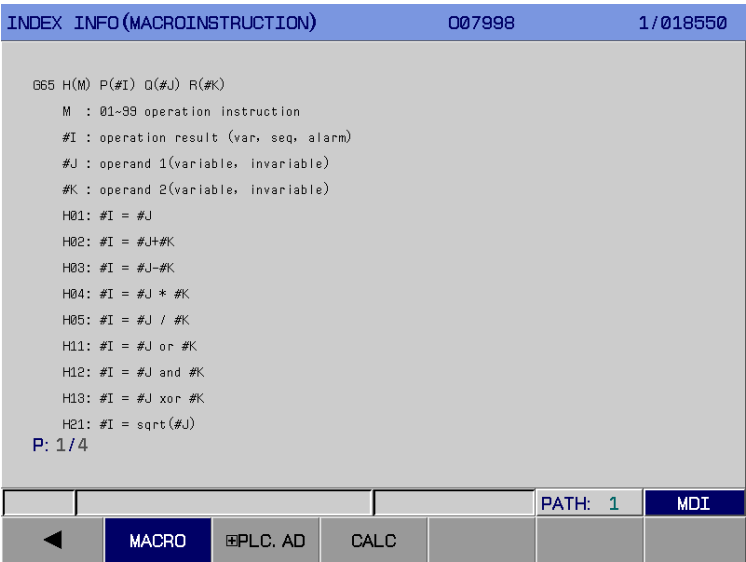 INDEX INFO(MACROINSTRUCTION) O07998 1/018550
G65 H(M) P(#I) Q(#J) R(#K)
M : 01~99 operation instruction
#I : operation result (var, seq, alarm)
#J : operand 1(variable, invariable)
#K : operand 2(variable, invariable)
H01: #I = #J
H02: #I = #J+#K
H03: #I = #J-#K
H04: #I = #J * #K
H05: #I = #J / #K
H11: #I = #J or #K
H12: #I = #J and #K
H13: #I = #J xor #K
H21: #I = sqrt(#J)
P: 1/4
PATH: 1 MDI
◀ MACRO ⊞PLC. AD CALC